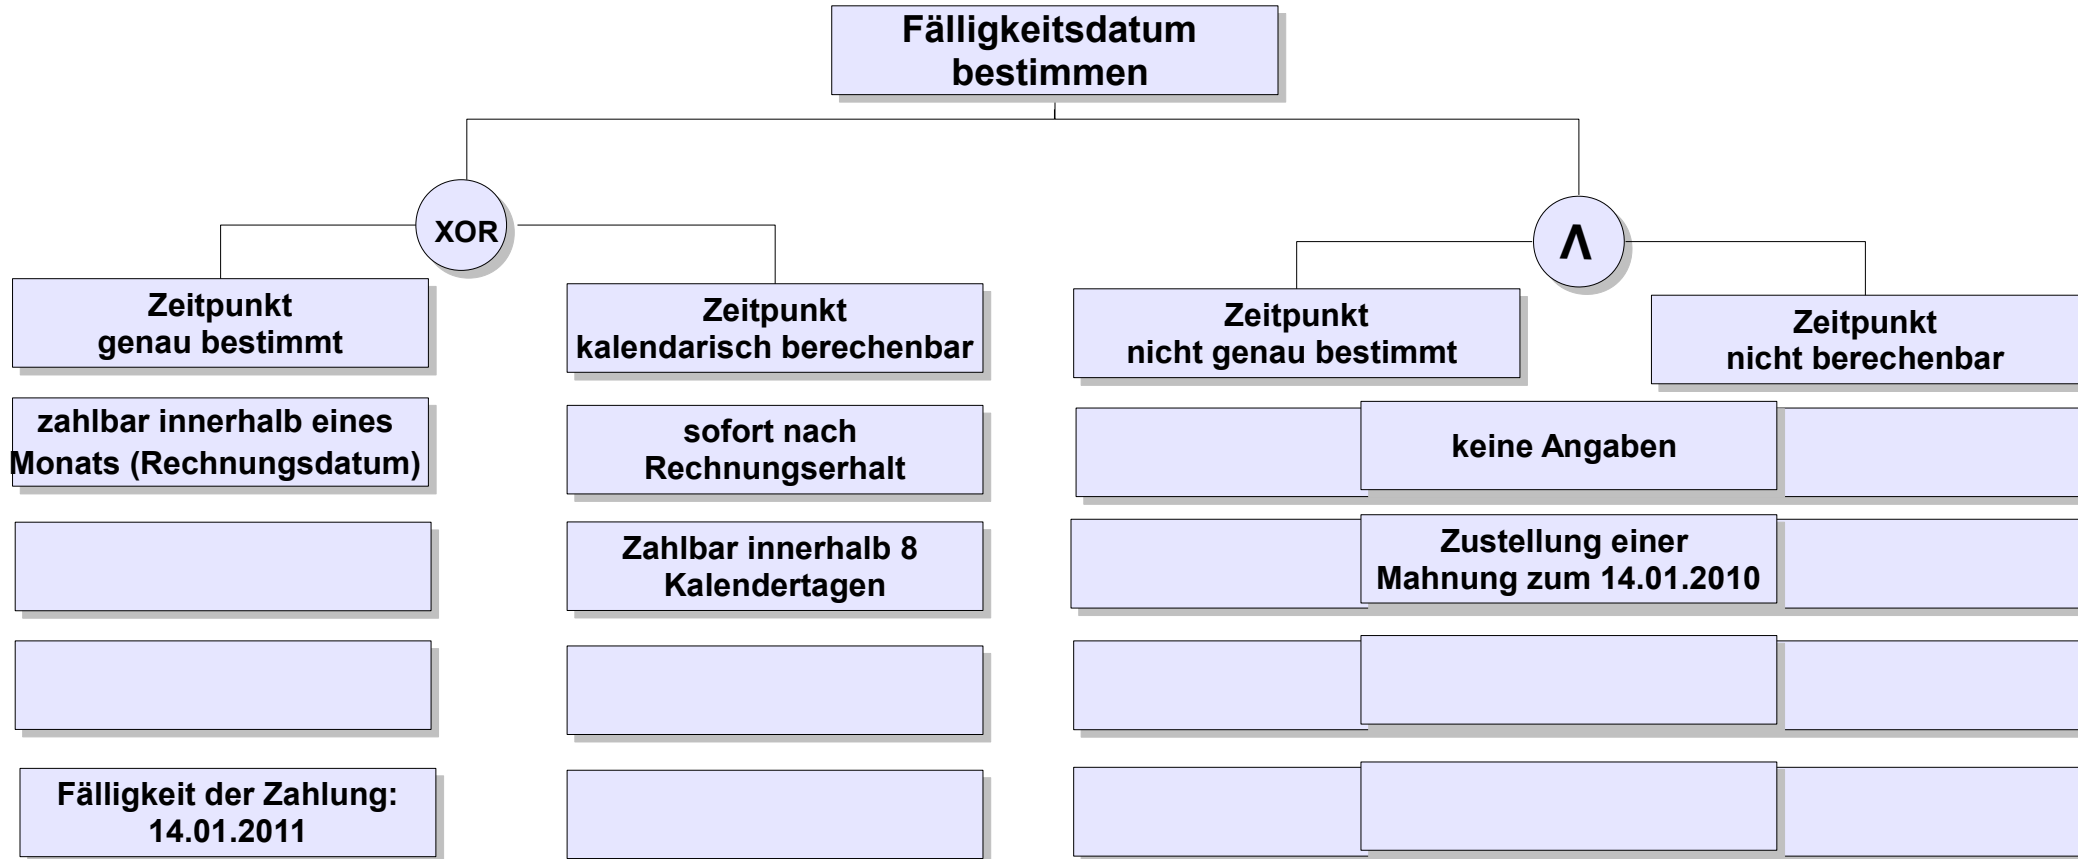 Fälligkeitsdatum
bestimmen
XOR
Λ
Zeitpunkt
genau bestimmt
Zeitpunkt
kalendarisch berechenbar
Zeitpunkt
nicht genau bestimmt
Zeitpunkt
nicht berechenbar
zahlbar innerhalb eines
Monats (Rechnungsdatum)
sofort nach
Rechnungserhalt
keine Angaben
Zahlbar innerhalb 8
Kalendertagen
Zustellung einer
Mahnung zum 14.01.2010
Fälligkeit der Zahlung:
14.01.2011